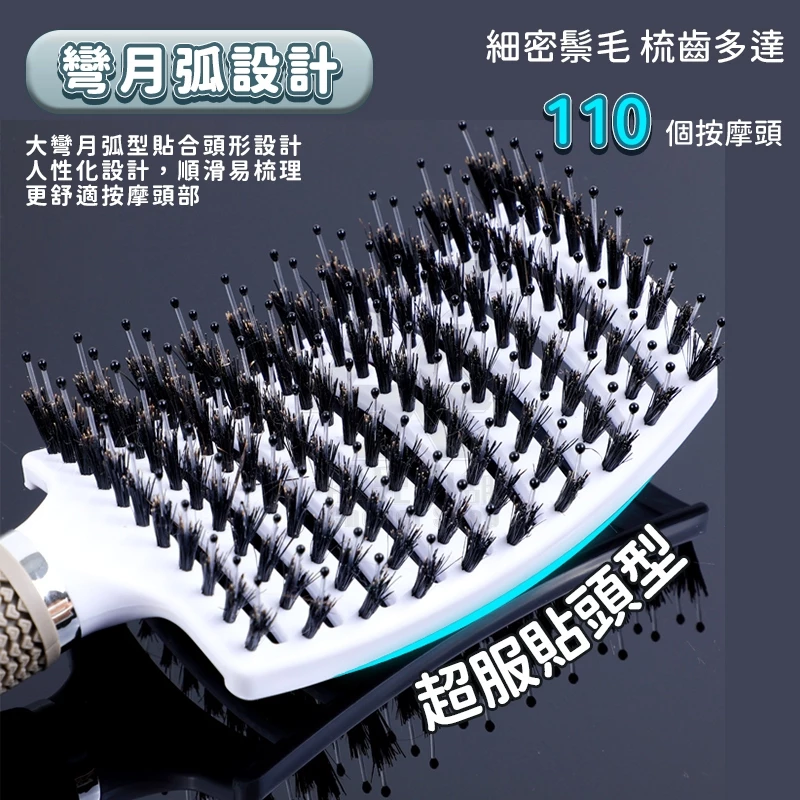 彎月弧設計
大彎月弧型貼合頭形設計
人性化設計，順滑易梳理
更舒適按摩頭部
細密鬃毛 梳齒多達
110 個按摩頭
超服貼頭型